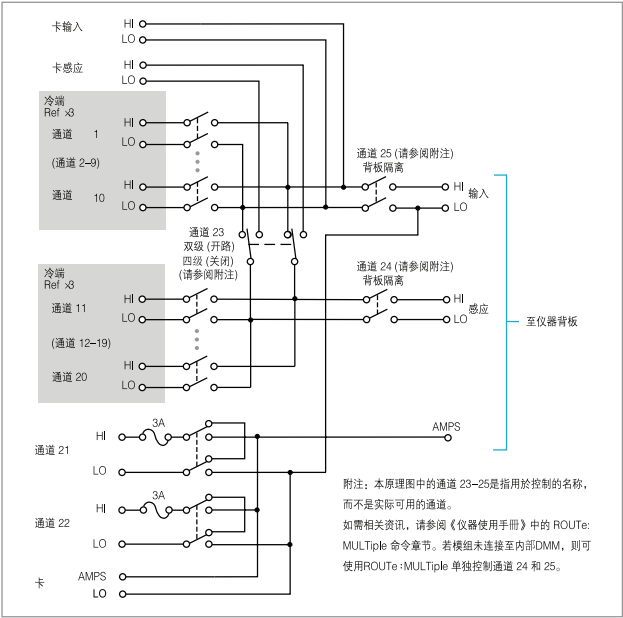 卡输入
HI
LO
卡感应
HI
LO
冷端
Ref x3
通道 1
HI
LO
(通道 2–9)
通道 10
HI
LO
通道 25 (请参阅附注)
背板隔离
HI
LO
输入
通道 23
双级 (开路)
四级 (关闭)
(请参阅附注)
冷端
Ref x3
通道 11
HI
LO
(通道 12–19)
通道 20
HI
LO
通道 24 (请参阅附注)
背板隔离
HI
LO
感应
至仪器背板
通道 21
HI
3A
LO
AMPS
通道 22
HI
3A
LO
卡
AMPS
LO
附注：本原理图中的通道 23–25是指用於控制的名称，
而不是实际可用的通道。
如需相关资讯，请参阅《仪器使用手冊》中的 ROUTe:
MULTiple 命令章节。若模组未连接至内部DMM，则可
使用ROUTe:MULTiple 单独控制通道 24 和 25。